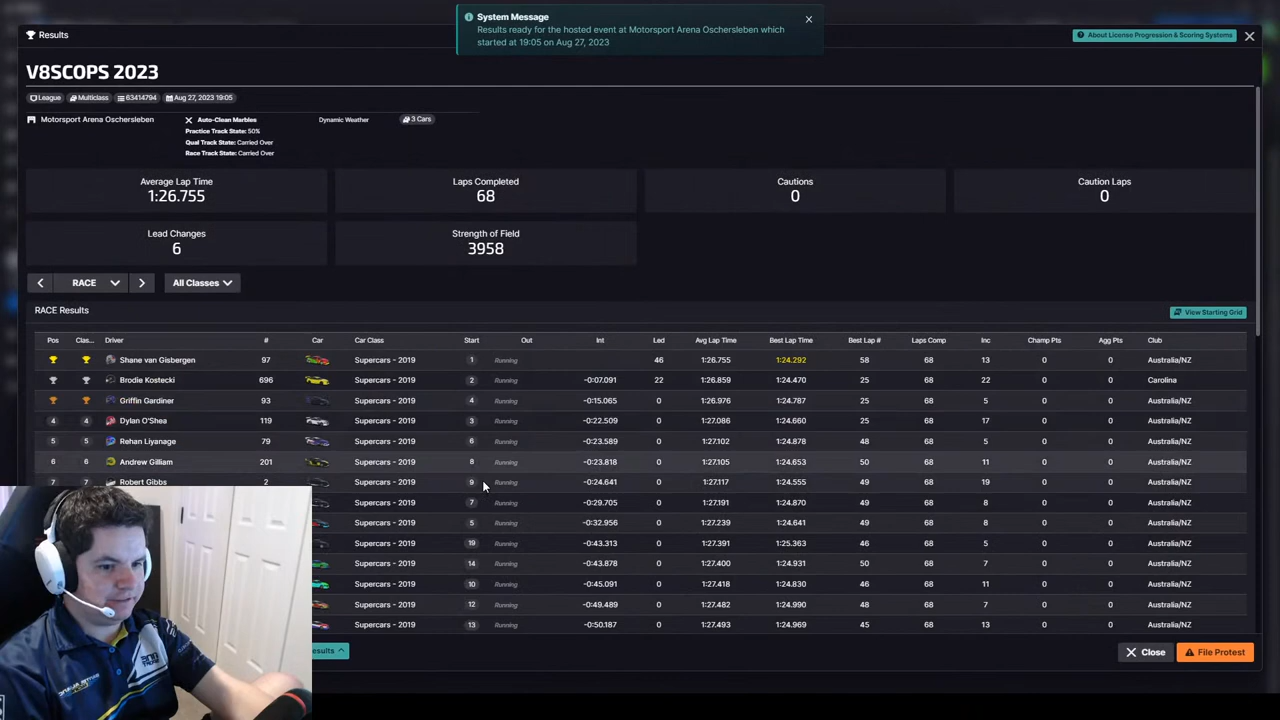 System Message
Results ready for the hosted event at Motorsport Arena Oschersleben which
started at 19:05 on Aug 27, 2023
Results
About License Progression & Scoring Systems
V8SCOPS 2023
League Multiclass 63414794 Aug 27, 2023 19:05
Motorsport Arena Oschersleben Auto-Clean Marbles Dynamic Weather 3 Cars
Practice Track State: 50%
Qual Track State: Carried Over
Race Track State: Carried Over
Average Lap Time Laps Completed Cautions Caution Laps
1:26.755 68 0 0
Lead Changes Strength of Field
6 3958
RACE All Classes
RACE Results View Starting Grid
Pos Clas... Driver # Car Car Class Start Out Int Led Avg Lap Time Best Lap Time Best Lap # Laps Comp Inc Champ Pts Agg Pts Club
Shane van Gisbergen 97 Supercars - 2019 1 Running 46 1:26.755 1:24.292 58 68 13 0 0 Australia/NZ
Brodie Kostecki 696 Supercars - 2019 2 Running -0:07.091 22 1:26.859 1:24.470 25 68 22 0 0 Carolina
Griffin Gardiner 93 Supercars - 2019 4 Running -0:15.065 0 1:26.976 1:24.787 25 68 5 0 0 Australia/NZ
4 4 Dylan O'Shea 119 Supercars - 2019 3 Running -0:22.509 0 1:27.086 1:24.660 25 68 17 0 0 Australia/NZ
5 5 Rehan Liyanage 79 Supercars - 2019 6 Running -0:23.589 0 1:27.102 1:24.878 48 68 5 0 0 Australia/NZ
6 6 Andrew Gilliam 201 Supercars - 2019 8 Running -0:23.818 0 1:27.105 1:24.653 50 68 11 0 0 Australia/NZ
7 7 Robert Gibbs 2 Supercars - 2019 9 Running -0:24.641 0 1:27.117 1:24.555 49 68 19 0 0 Australia/NZ
Supercars - 2019 7 Running -0:29.705 0 1:27.191 1:24.870 49 68 8 0 0 Australia/NZ
Supercars - 2019 5 Running -0:32.956 0 1:27.239 1:24.641 49 68 8 0 0 Australia/NZ
Supercars - 2019 19 Running -0:43.313 0 1:27.391 1:25.363 46 68 5 0 0 Australia/NZ
Supercars - 2019 14 Running -0:43.878 0 1:27.400 1:24.931 50 68 7 0 0 Australia/NZ
Supercars - 2019 10 Running -0:45.091 0 1:27.418 1:24.830 46 68 11 0 0 Australia/NZ
Supercars - 2019 12 Running -0:49.489 0 1:27.482 1:24.990 48 68 7 0 0 Australia/NZ
Supercars - 2019 13 Running -0:50.187 0 1:27.493 1:24.969 45 68 13 0 0 Australia/NZ
esults Close File Protest